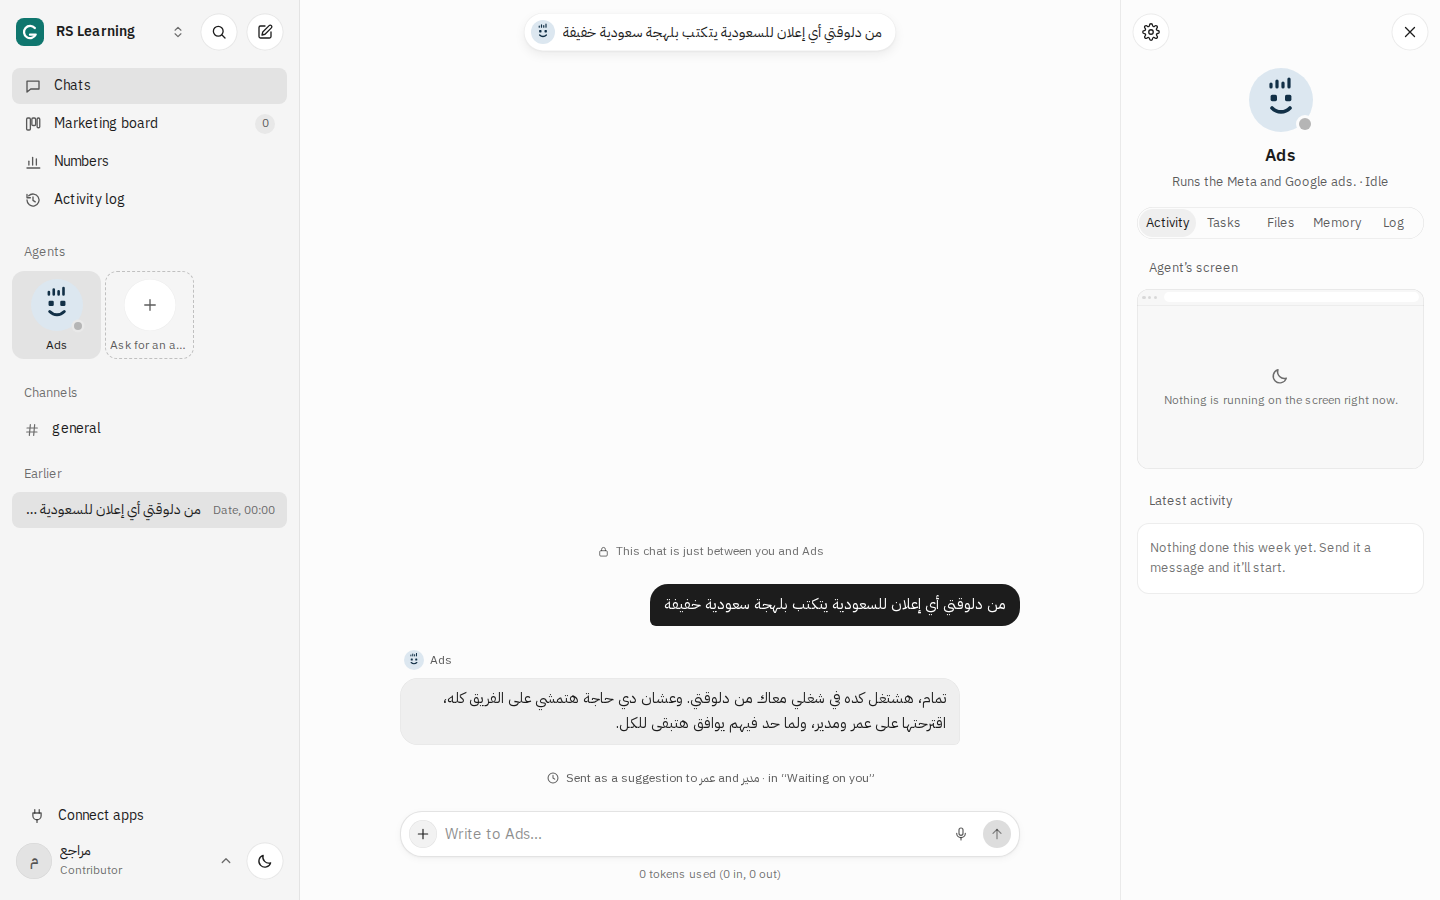 RS Learning
Chats
Marketing board
0
Numbers
Activity log
Agents
Ads
Ask for an a...
Channels
general
Earlier
من دلوقتي أي إعلان للسعودية ...
Date, 00:00
Connect apps
م
مراجع
Contributor
من دلوقتي أي إعلان للسعودية يتكتب بلهجة سعودية خفيفة
This chat is just between you and Ads
من دلوقتي أي إعلان للسعودية يتكتب بلهجة سعودية خفيفة
Ads
تمام، هشتغل كده في شغلي معاك من دلوقتي. وعشان دي حاجة هتمشي على الفريق كله،
اقترحتها على عمر ومدير، ولما حد فيهم يوافق هتبقى للكل.
Sent as a suggestion to عمر and مدير · in “Waiting on you”
Write to Ads...
0 tokens used (0 in, 0 out)
Ads
Runs the Meta and Google ads. · Idle
Activity
Tasks
Files
Memory
Log
Agent’s screen
Nothing is running on the screen right now.
Latest activity
Nothing done this week yet. Send it a
message and it’ll start.